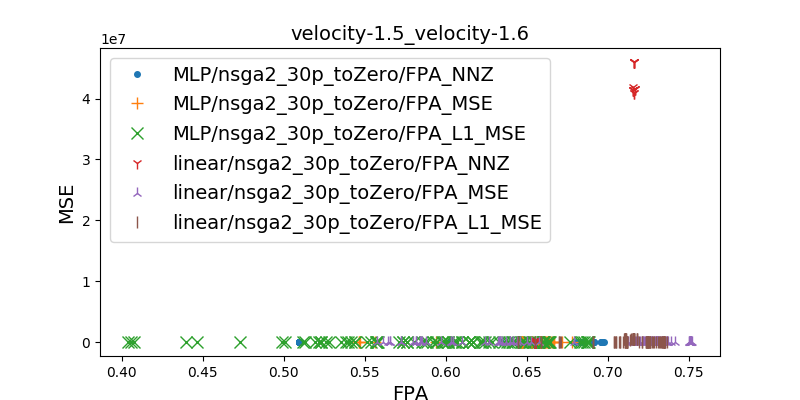 velocity-1.5_velocity-1.6
1e7
MLP/nsga2_30p_toZero/FPA_NNZ
MLP/nsga2_30p_toZero/FPA_MSE
MLP/nsga2_30p_toZero/FPA_L1_MSE
linear/nsga2_30p_toZero/FPA_NNZ
linear/nsga2_30p_toZero/FPA_MSE
linear/nsga2_30p_toZero/FPA_L1_MSE
MSE
4
3
2
1
0
0.40 0.45 0.50 0.55 0.60 0.65 0.70 0.75
FPA